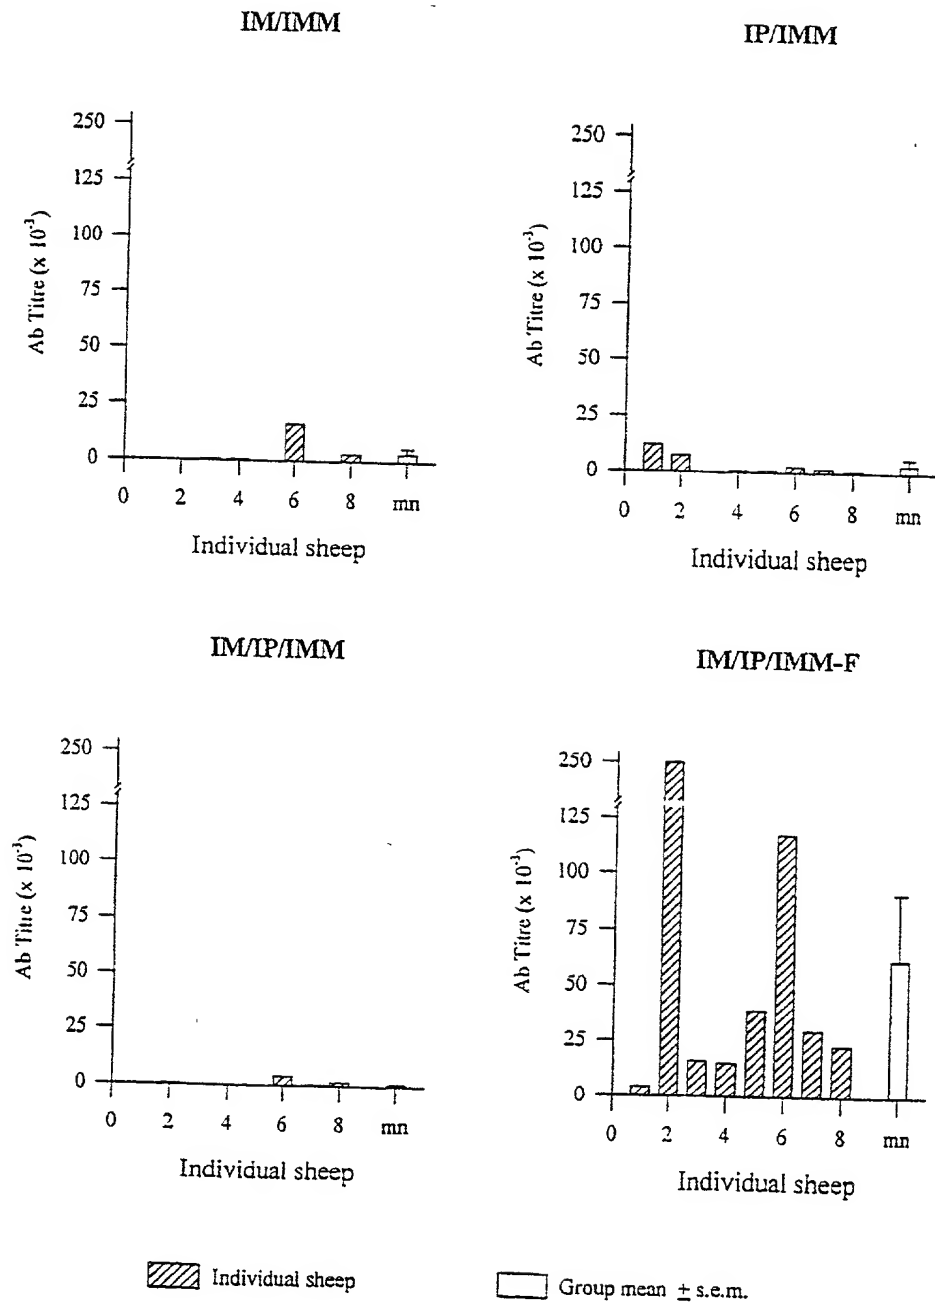 IM/IMM
250
125
100
75
50
25
0
Ab Titre (x 10⁻³)
0 2 4 6 8 mn
Individual sheep
IP/IMM
250
125
100
75
50
25
0
Ab Titre (x 10⁻³)
0 2 4 6 8 mn
Individual sheep
IM/IP/IMM
250
125
100
75
50
25
0
Ab Titre (x 10⁻³)
0 2 4 6 8 mn
Individual sheep
IM/IP/IMM-F
250
125
100
75
50
25
0
Ab Titre (x 10⁻³)
0 2 4 6 8 mn
Individual sheep
Individual sheep
Group mean ± s.e.m.